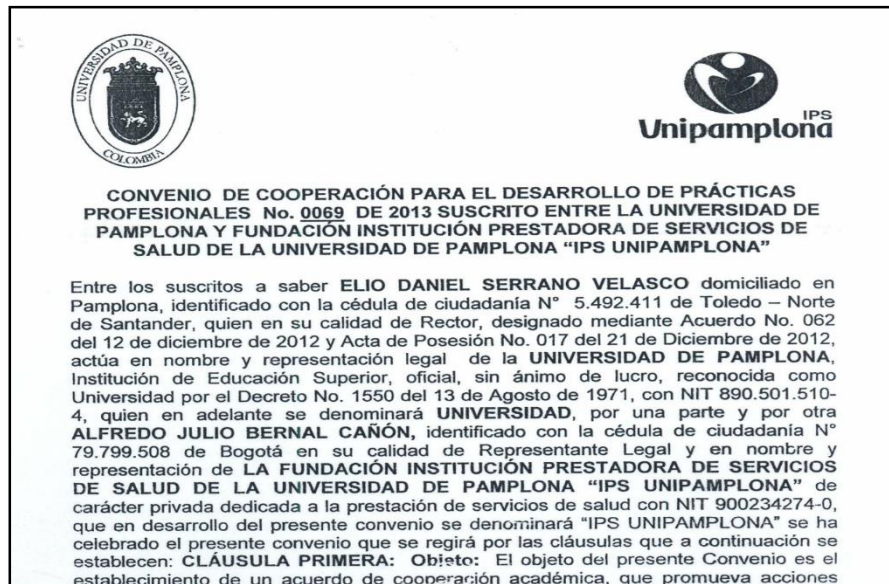 UNIVERSIDAD DE PAMPLONA
COLOMBIA
IPS
Unipamplona
CONVENIO DE COOPERACIÓN PARA EL DESARROLLO DE PRÁCTICAS
PROFESIONALES No. 0069 DE 2013 SUSCRITO ENTRE LA UNIVERSIDAD DE
PAMPLONA Y FUNDACIÓN INSTITUCIÓN PRESTADORA DE SERVICIOS DE
SALUD DE LA UNIVERSIDAD DE PAMPLONA “IPS UNIPAMPLONA”
Entre los suscritos a saber ELIO DANIEL SERRANO VELASCO domiciliado en
Pamplona, identificado con la cédula de ciudadanía N° 5.492.411 de Toledo – Norte
de Santander, quien en su calidad de Rector, designado mediante Acuerdo No. 062
del 12 de diciembre de 2012 y Acta de Posesión No. 017 del 21 de Diciembre de 2012,
actúa en nombre y representación legal de la UNIVERSIDAD DE PAMPLONA,
Institución de Educación Superior, oficial, sin ánimo de lucro, reconocida como
Universidad por el Decreto No. 1550 del 13 de Agosto de 1971, con NIT 890.501.510-
4, quien en adelante se denominará UNIVERSIDAD, por una parte y por otra
ALFREDO JULIO BERNAL CAÑÓN, identificado con la cédula de ciudadanía N°
79.799.508 de Bogotá en su calidad de Representante Legal y en nombre y
representación de LA FUNDACIÓN INSTITUCIÓN PRESTADORA DE SERVICIOS
DE SALUD DE LA UNIVERSIDAD DE PAMPLONA “IPS UNIPAMPLONA” de
carácter privada dedicada a la prestación de servicios de salud con NIT 900234274-0,
que en desarrollo del presente convenio se denominará “IPS UNIPAMPLONA” se ha
celebrado el presente convenio que se regirá por las cláusulas que a continuación se
establecen: CLÁUSULA PRIMERA: Objeto: El objeto del presente Convenio es el
establecimiento de un acuerdo de cooperación académica, que promueva acciones